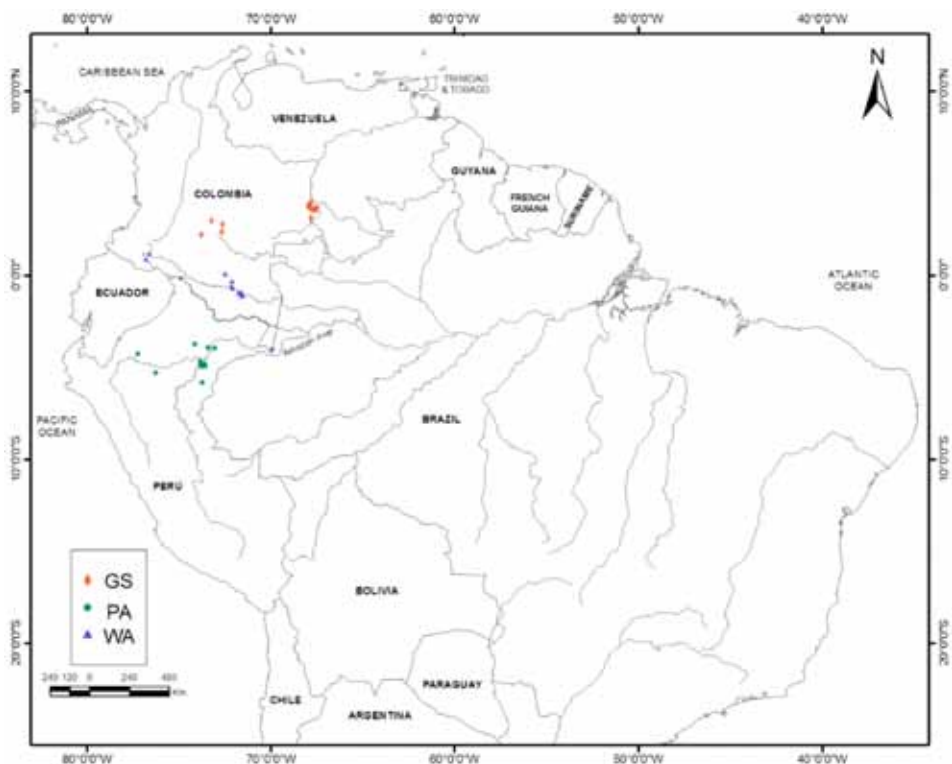 80°0'0"W 70°0'0"W 60°0'0"W 50°0'0"W 40°0'0"W
CARIBBEAN SEA
N
TRINIDAD
& TOBAGO
10°0'0"N 10°0'0"N
PANAMA
VENEZUELA
GUYANA
COLOMBIA
FRENCH
GUIANA
SURINAME
0°0'0"S 0°0'0"S
ECUADOR
ATLANTIC
OCEAN
PACIFIC
OCEAN
BRAZIL
10°0'0"S 10°0'0"S
PERÚ
GS
PA
WA
BOLIVIA
20°0'0"S 20°0'0"S
240 120 0 240 480
Km.
PARAGUAY
CHILE
ARGENTINA
80°0'0"W 70°0'0"W 60°0'0"W 50°0'0"W 40°0'0"W